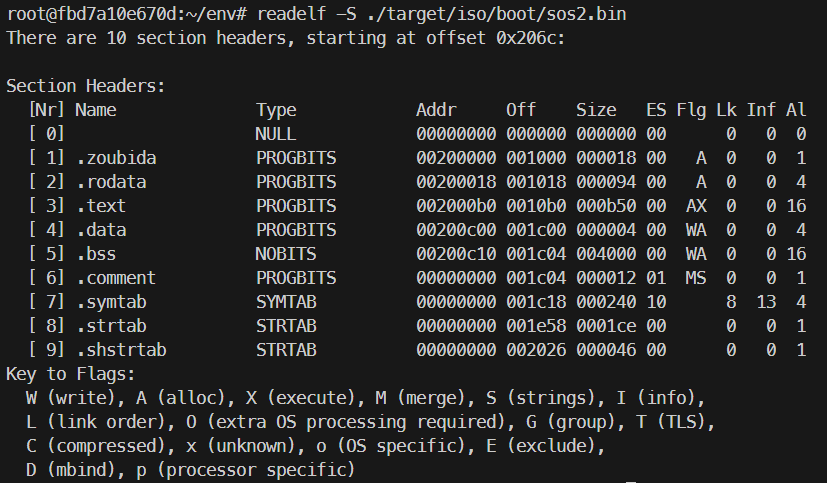 root@fbd7a10e670d:~/env# readelf -S ./target/iso/boot/sos2.bin
There are 10 section headers, starting at offset 0x206c:

Section Headers:
  [Nr] Name              Type            Addr     Off    Size   ES Flg Lk Inf Al
  [ 0]                   NULL            00000000 000000 000000 00      0   0  0
  [ 1] .zoubida          PROGBITS        00200000 001000 000018 00   A  0   0  1
  [ 2] .rodata           PROGBITS        00200018 001018 000094 00   A  0   0  4
  [ 3] .text             PROGBITS        002000b0 0010b0 000b50 00  AX  0   0 16
  [ 4] .data             PROGBITS        00200c00 001c00 000004 00  WA  0   0  4
  [ 5] .bss              NOBITS          00200c10 001c04 004000 00  WA  0   0 16
  [ 6] .comment          PROGBITS        00000000 001c04 000012 01  MS  0   0  1
  [ 7] .symtab           SYMTAB          00000000 001c18 000240 10      8  13  4
  [ 8] .strtab           STRTAB          00000000 001e58 0001ce 00      0   0  1
  [ 9] .shstrtab         STRTAB          00000000 002026 000046 00      0   0  1
Key to Flags:
  W (write), A (alloc), X (execute), M (merge), S (strings), I (info),
  L (link order), O (extra OS processing required), G (group), T (TLS),
  C (compressed), x (unknown), o (OS specific), E (exclude),
  D (mbind), p (processor specific)